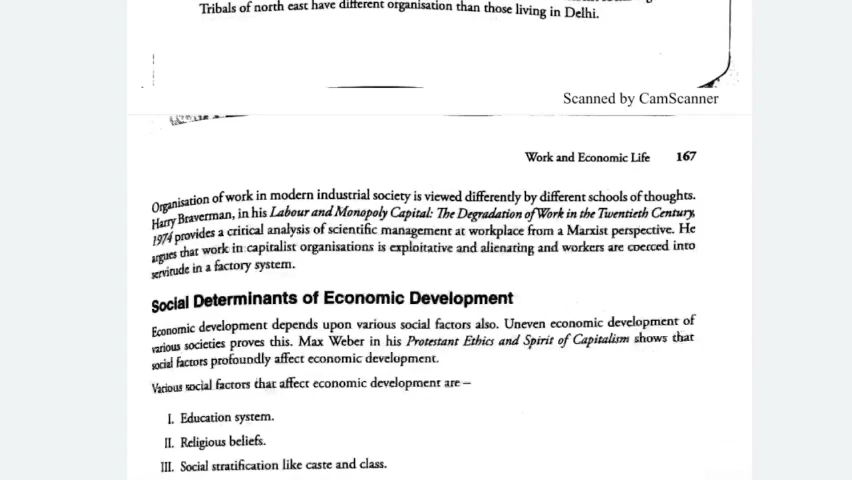 Tribals of north east have different organisation than those living in Delhi.
Scanned by CamScanner
Work and Economic Life 167
Organisation of work in modern industrial society is viewed differently by different schools of thoughts.
Harry Braverman, in his Labour and Monopoly Capital: The Degradation of Work in the Twentieth Century,
1974 provides a critical analysis of scientific management at workplace from a Marxist perspective. He
argues that work in capitalist organisations is exploitative and alienating and workers are coerced into
servitude in a factory system.
Social Determinants of Economic Development
Economic development depends upon various social factors also. Uneven economic development of
various societies proves this. Max Weber in his Protestant Ethics and Spirit of Capitalism shows that
social factors profoundly affect economic development.
Various social factors that affect economic development are –
I. Education system.
II. Religious beliefs.
III. Social stratification like caste and class.